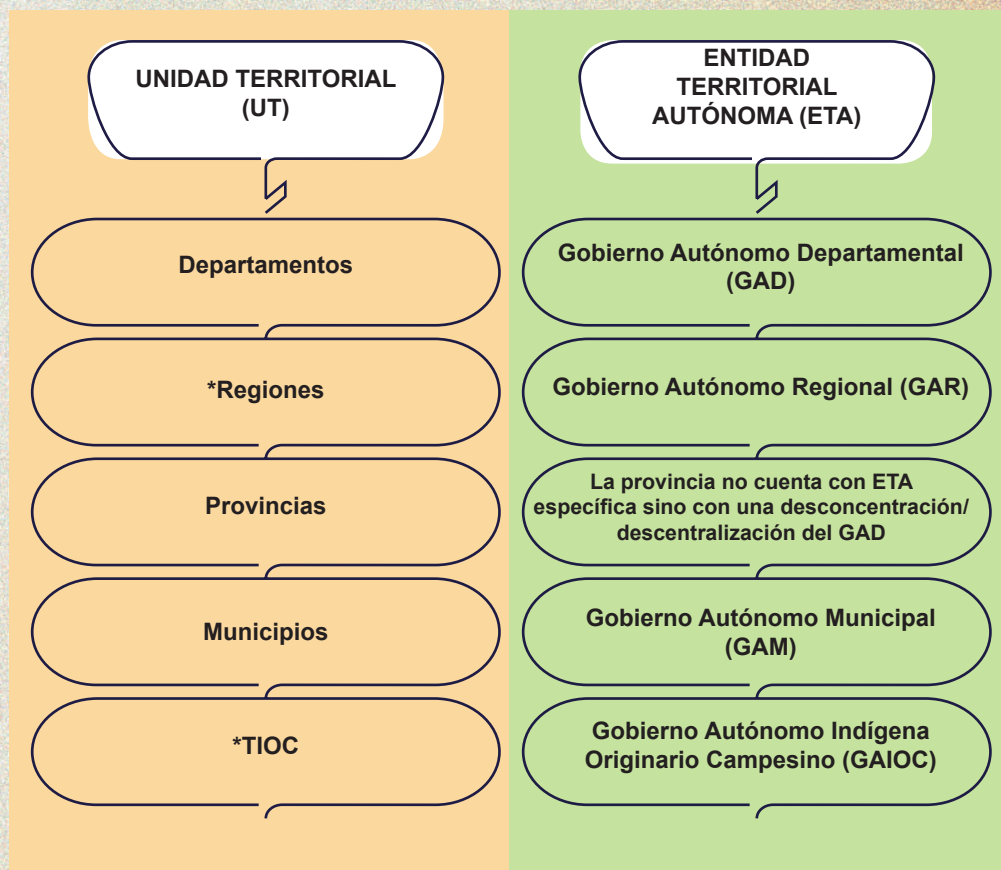 UNIDAD TERRITORIAL
(UT)
Departamentos
*Regiones
Provincias
Municipios
*TIOC
ENTIDAD
TERRITORIAL
AUTÓNOMA (ETA)
Gobierno Autónomo Departamental
(GAD)
Gobierno Autónomo Regional (GAR)
La provincia no cuenta con ETA
específica sino con una desconcentración/
descentralización del GAD
Gobierno Autónomo Municipal
(GAM)
Gobierno Autónomo Indígena
Originario Campesino (GAIOC)